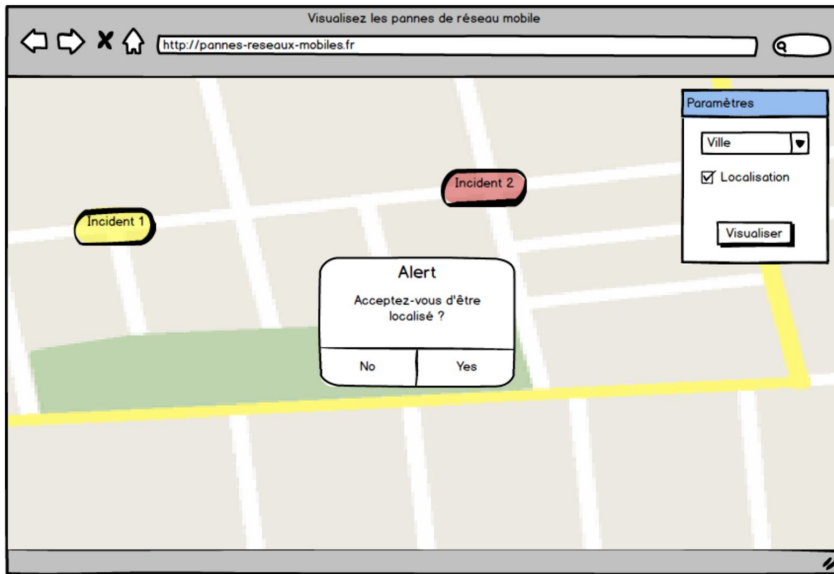 Visualisez les pannes de réseau mobile
http://pannes-reseaux-mobiles.fr
Paramètres
Ville
Localisation
Visualiser
Incident 1
Incident 2
Alert
Acceptez-vous d'être
localisé ?
No
Yes